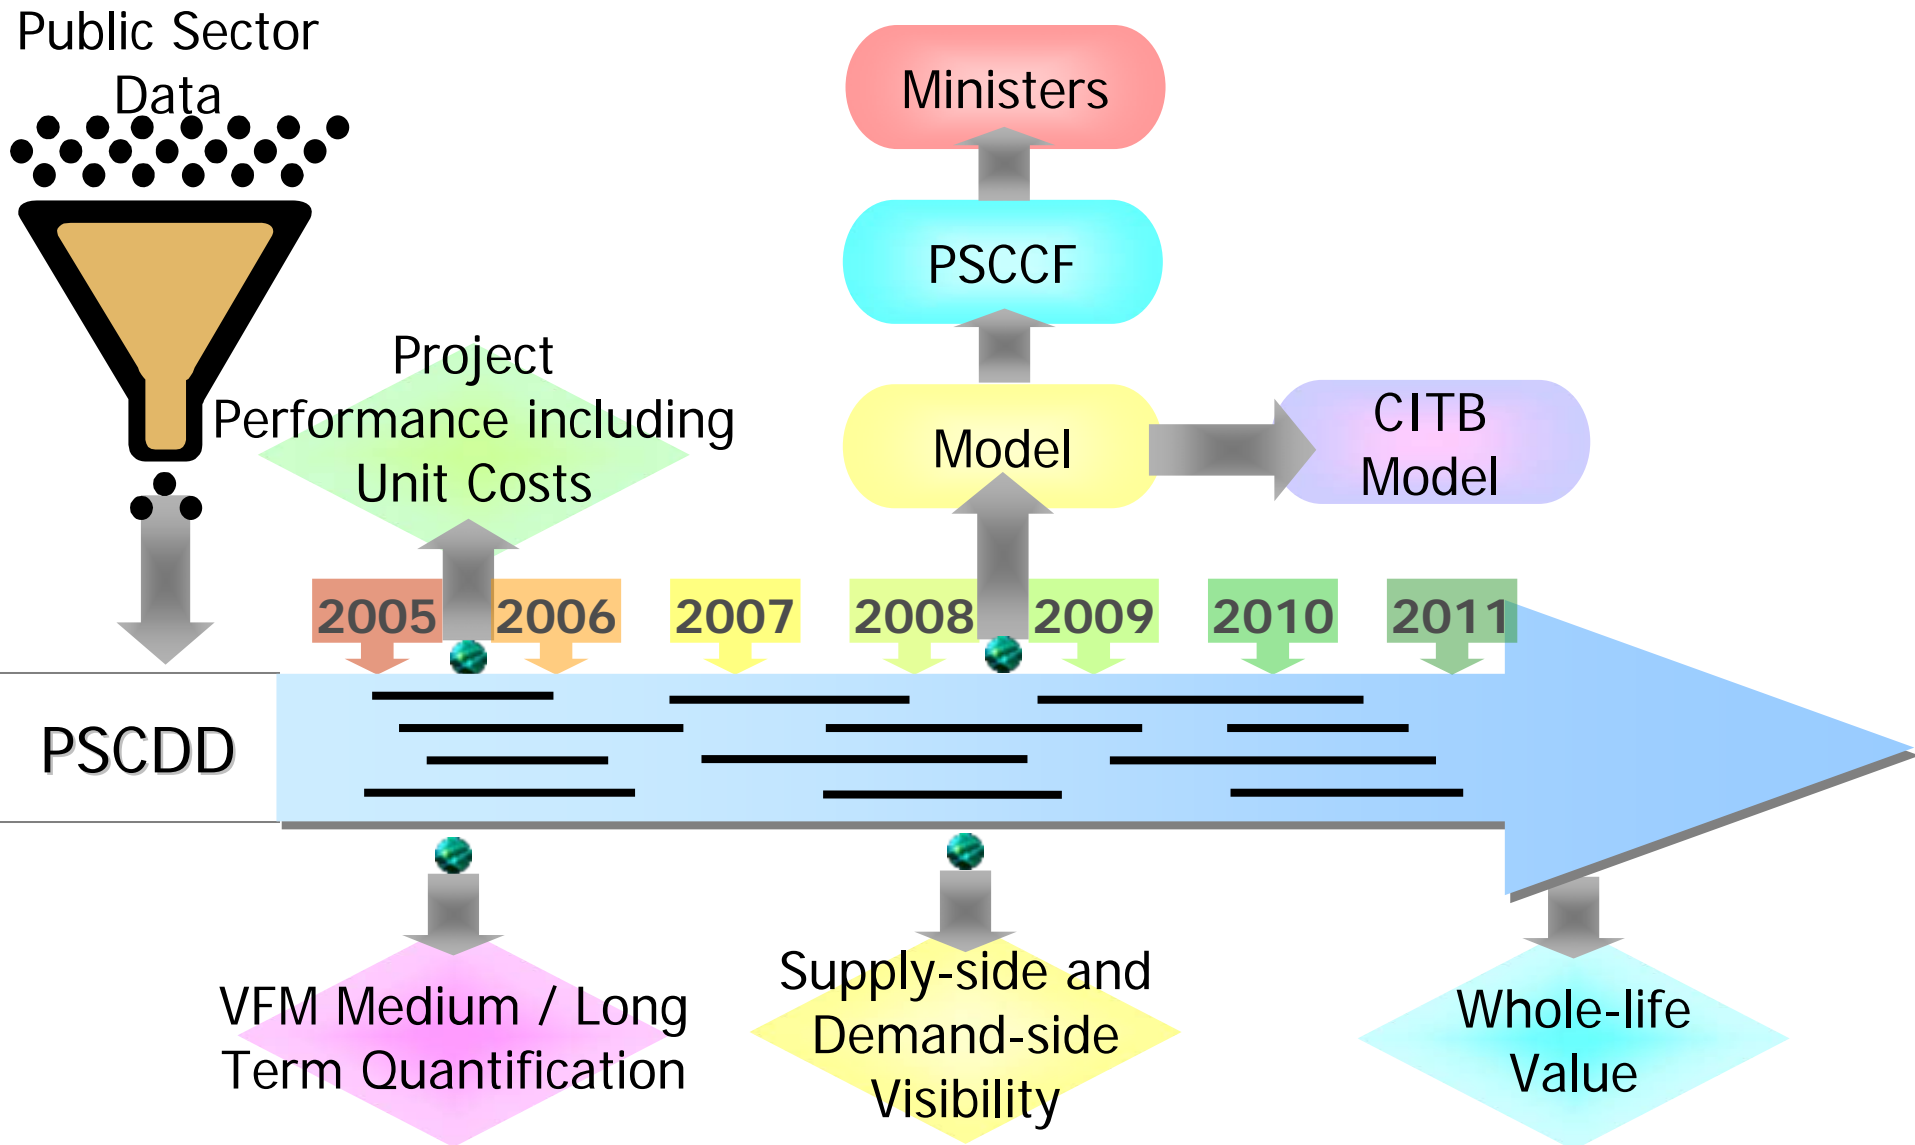 Public Sector
Data
Ministers
PSCCF
Project
Performance including
Unit Costs
Model
CITB
Model
2005
2006
2007
2008
2009
2010
2011
PSCDD
VFM Medium / Long
Term Quantification
Supply-side and
Demand-side
Visibility
Whole-life
Value